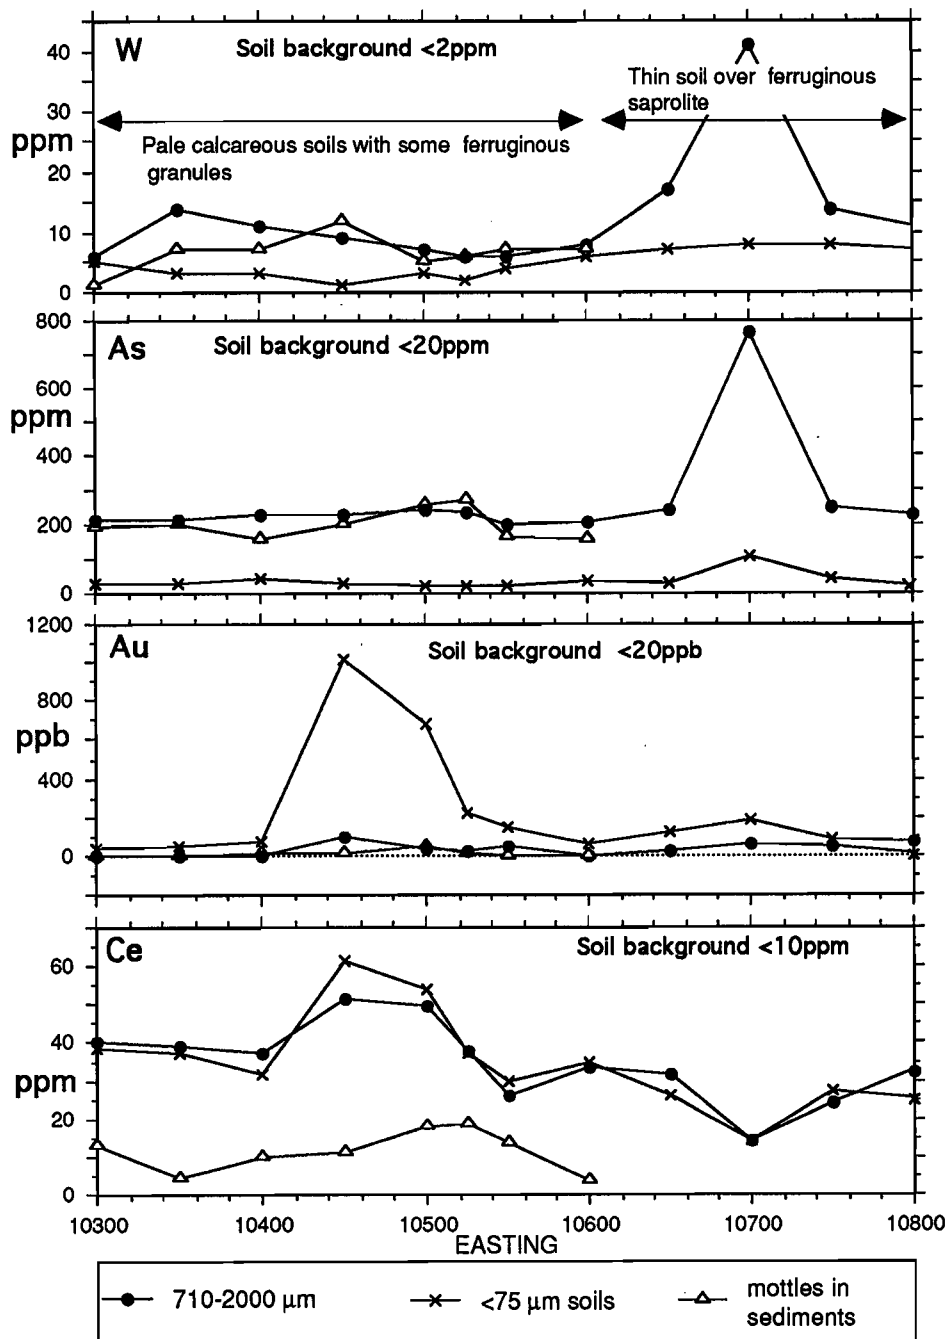 W
Soil background <2ppm
40
30
ppm
20
10
0
Thin soil over ferruginous
saprolite
Pale calcareous soils with some ferruginous
granules
As
Soil background <20ppm
800
600
ppm
400
200
0
Au
Soil background <20ppb
1200
800
ppb
400
0
Ce
Soil background <10ppm
60
40
ppm
20
0
10300 10400 10500 10600 10700 10800
EASTING
710-2000 µm
<75 µm soils
mottles in
sediments